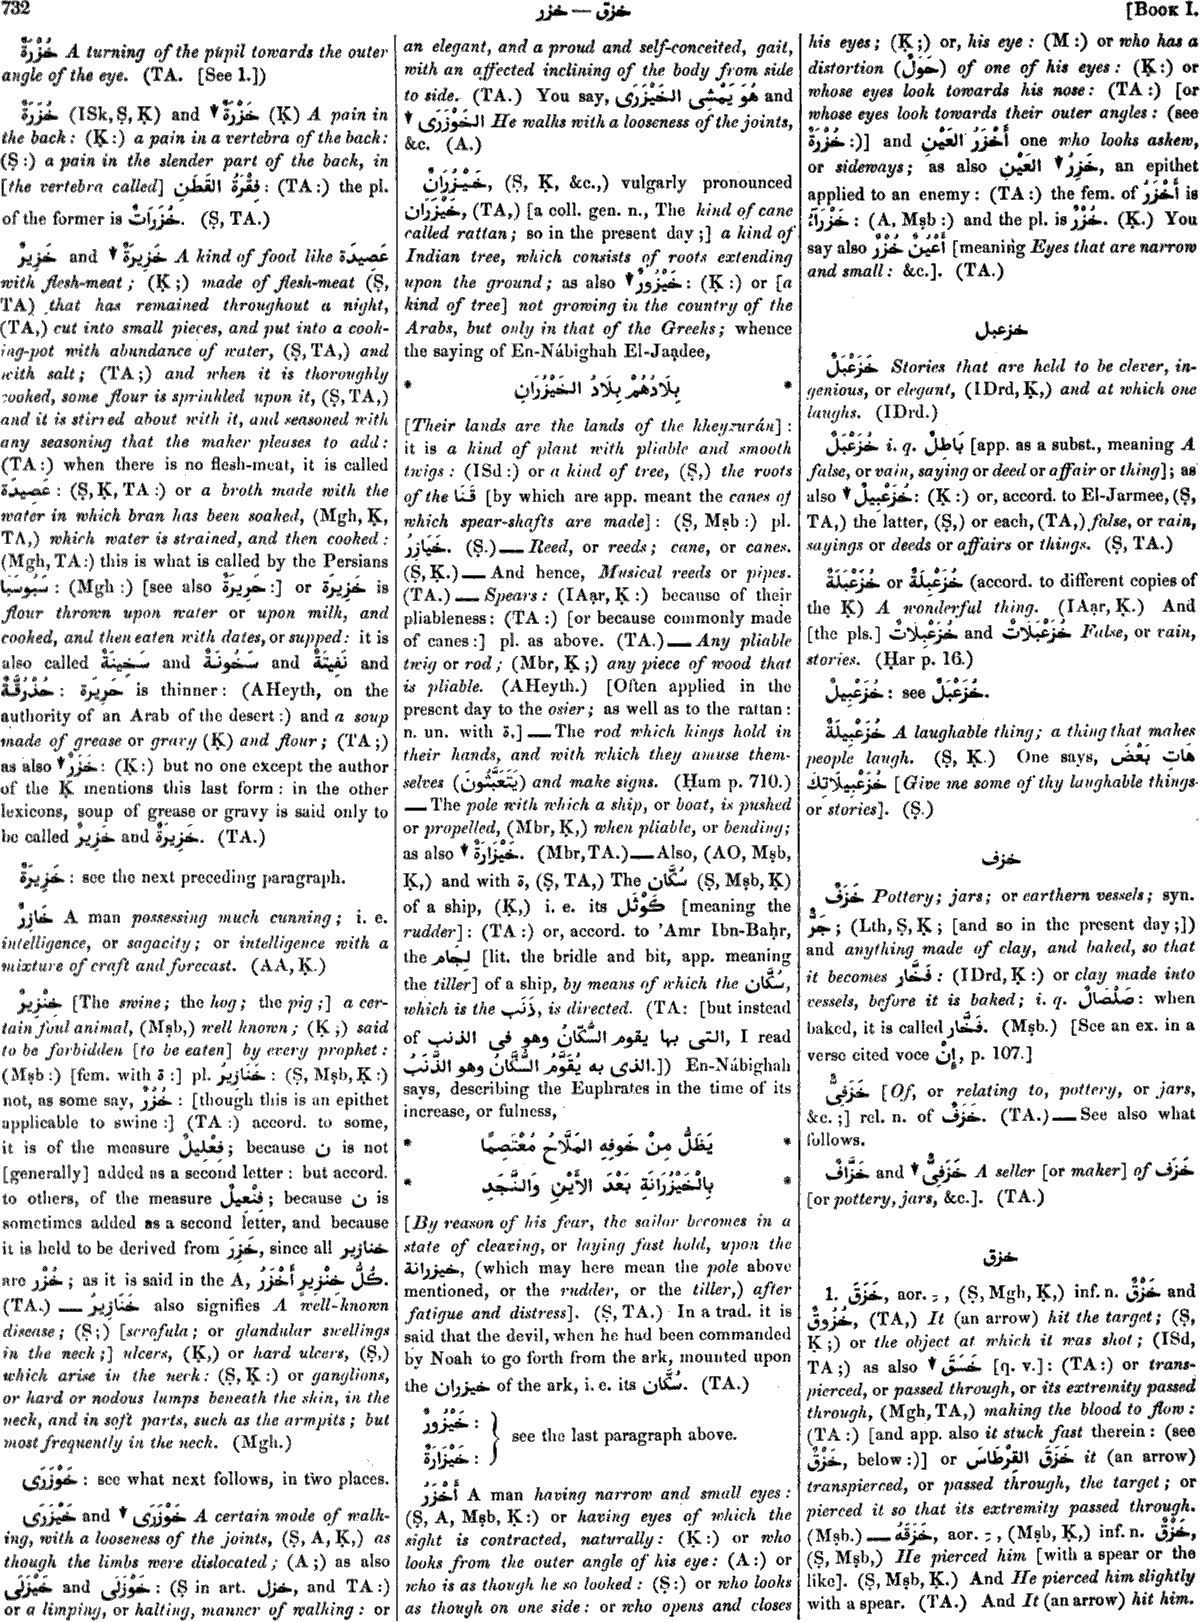 732
خزر — خزق
[BOOK I.
خُزْرَةٌ A turning of the pupil towards the outer
angle of the eye. (TA. [See 1.])
خُزَرَةٌ (ISk, Ṣ, Ḳ) and ↓ خَزْرَةٌ (Ḳ) A pain in
the back: (Ḳ:) a pain in a vertebra of the back:
(Ṣ:) a pain in the slender part of the back, in
[the vertebra called] فِقْرَةُ القَطَنِ: (TA:) the pl.
of the former is خُزَرَاتٌ. (Ṣ, TA.)
خَزِيرٌ and ↓ خَزِيرَةٌ A kind of food like عَصِيدَة
with flesh-meat; (Ḳ;) made of flesh-meat (Ṣ,
TA) that has remained throughout a night,
(TA,) cut into small pieces, and put into a cook-
ing-pot with abundance of water, (Ṣ, TA,) and
with salt; (TA;) and when it is thoroughly
cooked, some flour is sprinkled upon it, (Ṣ, TA,)
and it is stirred about with it, and seasoned with
any seasoning that the maker pleases to add:
(TA:) when there is no flesh-meat, it is called
عَصِيدَة: (Ṣ, Ḳ, TA:) or a broth made with the
water in which bran has been soaked, (Mgh, Ḳ,
TA,) which water is strained, and then cooked:
(Mgh, TA:) this is what is called by the Persians
سَبُوسَبَا: (Mgh:) [see also حَرِيرَةٌ:] or خَزِيرَة is
flour thrown upon water or upon milk, and
cooked, and then eaten with dates, or supped: it is
also called سَخِينَةٌ and سَخُونَةٌ and نَفِيتَةٌ and
حُذْرُقَّةٌ: حَرِيرَة is thinner: (AHeyth, on the
authority of an Arab of the desert:) and a soup
made of grease or gravy (Ḳ) and flour; (TA;)
as also ↓ خَزَرٌ: (Ḳ:) but no one except the author
of the Ḳ mentions this last form: in the other
lexicons, soup of grease or gravy is said only to
be called خَزِيرٌ and خَزِيرَةٌ. (TA.)
خَزِيرَةٌ: see the next preceding paragraph.
خَازِرٌ A man possessing much cunning; i. e.
intelligence, or sagacity; or intelligence with a
mixture of craft and forecast. (AA, Ḳ.)
خِنْزِيرٌ [The swine; the hog; the pig;] a cer-
tain foul animal, (Mṣb,) well known; (Ḳ;) said
to be forbidden [to be eaten] by every prophet:
(Mṣb:) [fem. with ة:] pl. خَنَازِيرُ: (Ṣ, Mṣb, Ḳ:)
not, as some say, خُزْرٌ: [though this is an epithet
applicable to swine:] (TA:) accord. to some,
it is of the measure فِعْلِيلٌ; because ن is not
[generally] added as a second letter: but accord.
to others, of the measure فِنْعِيلٌ; because ن is
sometimes added as a second letter, and because
it is held to be derived from خَزِرَ, since all خنازير
are خُزْر; as it is said in the A, كُلُّ خِنْزِيرٍ أَخْزَرُ.
(TA.) — خَنَازِيرُ also signifies A well-known
disease; (Ṣ;) [scrofula; or glandular swellings
in the neck;] ulcers, (Ḳ,) or hard ulcers, (Ṣ,)
which arise in the neck: (Ṣ, Ḳ:) or ganglions,
or hard or nodous lumps beneath the skin, in the
neck, and in soft parts, such as the armpits; but
most frequently in the neck. (Mgh.)
خَوْزَرَى: see what next follows, in two places.
خَيْزَرَى and ↓ خَوْزَرَى A certain mode of walk-
ing, with a looseness of the joints, (Ṣ, A, Ḳ,) as
though the limbs were dislocated; (A;) as also
خَيْزَلَى and خَوْزَلَى: (Ṣ in art. خزل, and TA:)
or a limping, or halting, manner of walking: or
an elegant, and a proud and self-conceited, gait,
with an affected inclining of the body from side
to side. (TA.) You say, هُوَ يَمْشِى الخَيْزَرَى and
↓ الخَوْزَرَى He walks with a looseness of the joints,
&c. (A.)
خَيْزُرَانٌ, (Ṣ, Ḳ, &c.,) vulgarly pronounced
خَيْزَرَان, (TA,) [a coll. gen. n., The kind of cane
called rattan; so in the present day;] a kind of
Indian tree, which consists of roots extending
upon the ground; as also ↓ خَيْزُورٌ: (Ḳ:) or [a
kind of tree] not growing in the country of the
Arabs, but only in that of the Greeks; whence
the saying of En-Nábighah El-Jaạdee,
* بِلَادُهُمْ بِلَادُ الخَيْزُرَانِ *
[Their lands are the lands of the kheyzurán]:
it is a kind of plant with pliable and smooth
twigs: (ISd:) or a kind of tree, (Ṣ,) the roots
of the قَنَا [by which are app. meant the canes of
which spear-shafts are made]: (Ṣ, Mṣb:) pl.
خَيَازِرُ. (Ṣ.) — Reed, or reeds; cane, or canes.
(Ṣ, Ḳ.) — And hence, Musical reeds or pipes.
(TA.) — Spears: (IAạr, Ḳ:) because of their
pliableness: (TA:) [or because commonly made
of canes:] pl. as above. (TA.) — Any pliable
twig or rod; (Mbr, Ḳ;) any piece of wood that
is pliable. (AHeyth.) [Often applied in the
present day to the osier; as well as to the rattan:
n. un. with ة.] — The rod which kings hold in
their hands, and with which they amuse them-
selves (يَتَعَبَّثُونَ) and make signs. (Ḥam p. 710.)
— The pole with which a ship, or boat, is pushed
or propelled, (Mbr, Ḳ,) when pliable, or bending;
as also ↓ خَيْزَارَةٌ. (Mbr, TA.) — Also, (AO, Mṣb,
Ḳ,) and with ة, (Ṣ, TA,) The سُكَّان (Ṣ, Mṣb, Ḳ)
of a ship, (Ḳ,) i. e. its كَوْثَل [meaning the
rudder]: (TA:) or, accord. to 'Amr Ibn-Baḥr,
the لِجَام [lit. the bridle and bit, app. meaning
the tiller] of a ship, by means of which the سُكَّان,
which is the ذَنَب, is directed. (TA: [but instead
of التى بها يقوم السُّكَّانُ وهو فى الذنب, I read
الذى به يُقَوَّمُ السُّكَّانُ وهو الذَّنَبُ.]) En-Nábighah
says, describing the Euphrates in the time of its
increase, or fulness,
* يَظَلُّ مِنْ خَوفِهِ المَلَّاحُ مُعْتَصِمًا *
* بِالْخَيْزُرَانَةِ بَعْدَ الأَيْنِ وَالنَّجَدِ *
[By reason of his fear, the sailor becomes in a
state of cleaving, or laying fast hold, upon the
خيزرانة, (which may here mean the pole above
mentioned, or the rudder, or the tiller,) after
fatigue and distress]. (Ṣ, TA.) In a trad. it is
said that the devil, when he had been commanded
by Noah to go forth from the ark, mounted upon
the خيزران of the ark, i. e. its سُكَّان. (TA.)
خَيْزُورٌ:
خَيْزَارَةٌ: } see the last paragraph above.
أَخْزَرُ A man having narrow and small eyes:
(Ṣ, A, Mṣb, Ḳ:) or having eyes of which the
sight is contracted, naturally: (Ḳ:) or who
looks from the outer angle of his eye: (A:) or
who is as though he so looked: (Ṣ:) or who looks
as though on one side: or who opens and closes
his eyes; (Ḳ;) or, his eye: (M:) or who has a
distortion (حَوَل) of one of his eyes: (Ḳ:) or
whose eyes look towards his nose: (TA:) [or
whose eyes look towards their outer angles: (see
خُزْرَةٌ:)] and أَخْزَرُ العَيْنِ one who looks askew,
or sideways; as also ↓ خَزِرُ العَيْنِ, an epithet
applied to an enemy: (TA:) the fem. of أَخْزَرُ is
خَزْرَآءُ: (A, Mṣb:) and the pl. is خُزْرٌ. (Ḳ.) You
say also أَعْيُنٌ خُزْرٌ [meaning Eyes that are narrow
and small: &c.]. (TA.)
خزعبل
خَزَعْبَلٌ Stories that are held to be clever, in-
genious, or elegant, (IDrd, Ḳ,) and at which one
laughs. (IDrd.)
خُزَعْبَلٌ i. q. بَاطِلٌ [app. as a subst., meaning A
false, or vain, saying or deed or affair or thing]; as
also ↓ خُزَعْبِيلٌ: (Ḳ:) or, accord. to El-Jarmee, (Ṣ,
TA,) the latter, (Ṣ,) or each, (TA,) false, or vain,
sayings or deeds or affairs or things. (Ṣ, TA.)
خُزَعْبَلَةٌ or خُزَعْبِلَةٌ (accord. to different copies of
the Ḳ) A wonderful thing. (IAạr, Ḳ.) And
[the pls.] خُزَعْبِلَاتٌ and خُزَعْبَلَاتٌ False, or vain,
stories. (Ḥar p. 16.)
خُزَعْبِيلٌ: see خُزَعْبَلٌ.
خُزَعْبِيلَةٌ A laughable thing; a thing that makes
people laugh. (Ṣ, Ḳ.) One says, هَاتِ بَعْضَ
خُزَعْبِيلَاتِكَ [Give me some of thy laughable things
or stories]. (Ṣ.)
خزف
خَزَفٌ Pottery; jars; or earthern vessels; syn.
جَرٌّ; (Lth, Ṣ, Ḳ; [and so in the present day;])
and anything made of clay, and baked, so that
it becomes فَخَّار: (IDrd, Ḳ:) or clay made into
vessels, before it is baked; i. q. صَلْصَالٌ: when
baked, it is called فَخَّار. (Mṣb.) [See an ex. in a
verse cited voce إِنْ, p. 107.]
خَزَفِىٌّ [Of, or relating to, pottery, or jars,
&c.;] rel. n. of خَزَفٌ. (TA.) — See also what
follows.
خَزَّافٌ and ↓ خَزَفِىٌّ A seller [or maker] of خَزَف
[or pottery, jars, &c.]. (TA.)
خزق
1. خَزَقَ, aor. ـِ, (Ṣ, Mgh, Ḳ,) inf. n. خَزْقٌ and
خُزُوقٌ, (TA,) It (an arrow) hit the target; (Ṣ,
Ḳ;) or the object at which it was shot; (ISd,
TA;) as also ↓ خَسَقَ [q. v.]: (TA:) or trans-
pierced, or passed through, or its extremity passed
through, (Mgh, TA,) making the blood to flow:
(TA:) [and app. also it stuck fast therein: (see
خَزْقٌ, below:)] or خَزَقَ القِرْطَاسَ it (an arrow)
transpierced, or passed through, the target; or
pierced it so that its extremity passed through.
(Mṣb.) — خَزَقَهُ, aor. ـِ, (Mṣb, Ḳ,) inf. n. خَزْقٌ,
(Ṣ, Mṣb,) He pierced him [with a spear or the
like]. (Ṣ, Mṣb, Ḳ.) And He pierced him slightly
with a spear. (TA.) And It (an arrow) hit him.